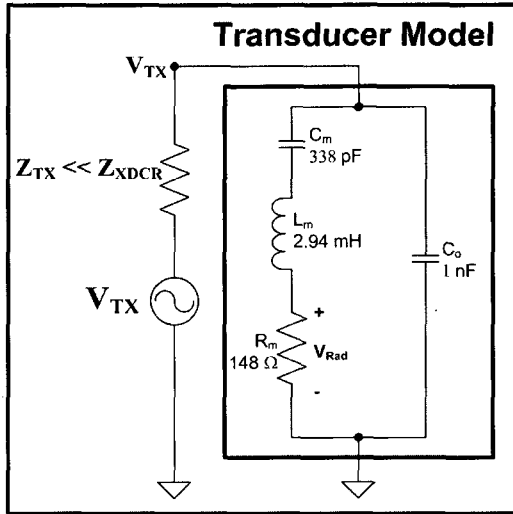 Transducer Model
V_TX
C_m
338 pF
Z_TX << Z_XDCR
L_m
2.94 mH
C_o
1 nF
V_TX
+
R_m
148 Ω
V_Rad
-